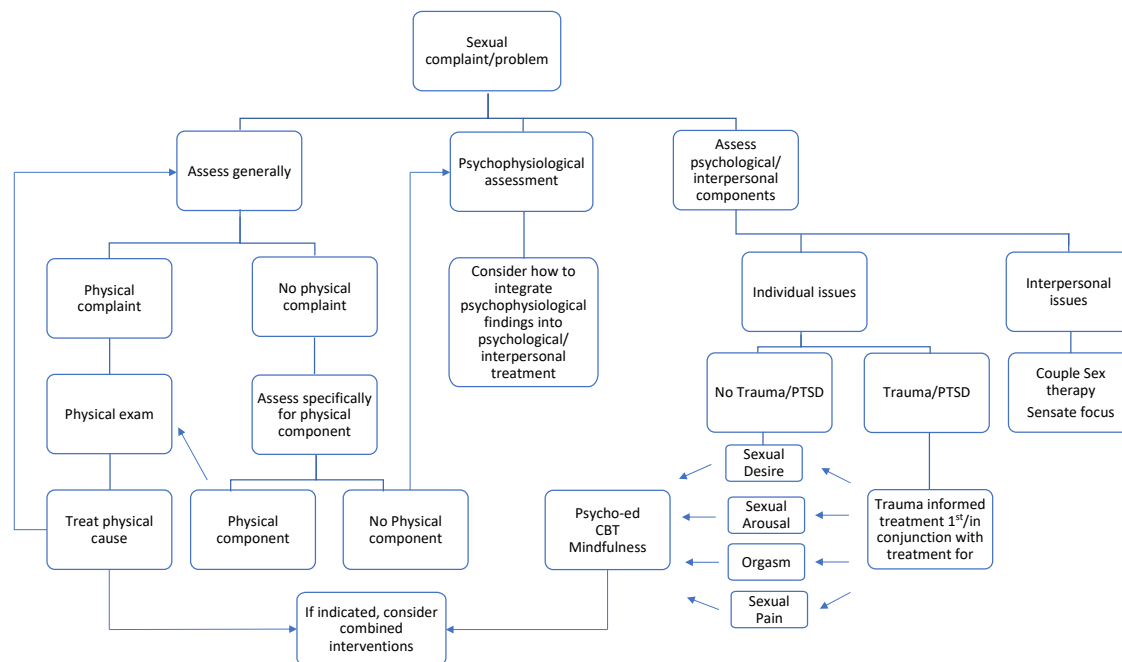 Sexual
complaint/problem
Assess generally
Psychophysiological
assessment
Assess
psychological/
interpersonal
components
Physical
complaint
No physical
complaint
Consider how to
integrate
psychophysiological
findings into
psychological/
interpersonal
treatment
Individual issues
Interpersonal
issues
Physical exam
Assess specifically
for physical
component
No Trauma/PTSD
Trauma/PTSD
Couple Sex
therapy
Sensate focus
Treat physical
cause
Physical
component
No Physical
component
Psycho-ed
CBT
Mindfulness
Sexual
Desire
Sexual
Arousal
Orgasm
Sexual
Pain
Trauma informed
treatment 1st/in
conjunction with
treatment for
If indicated, consider
combined
interventions